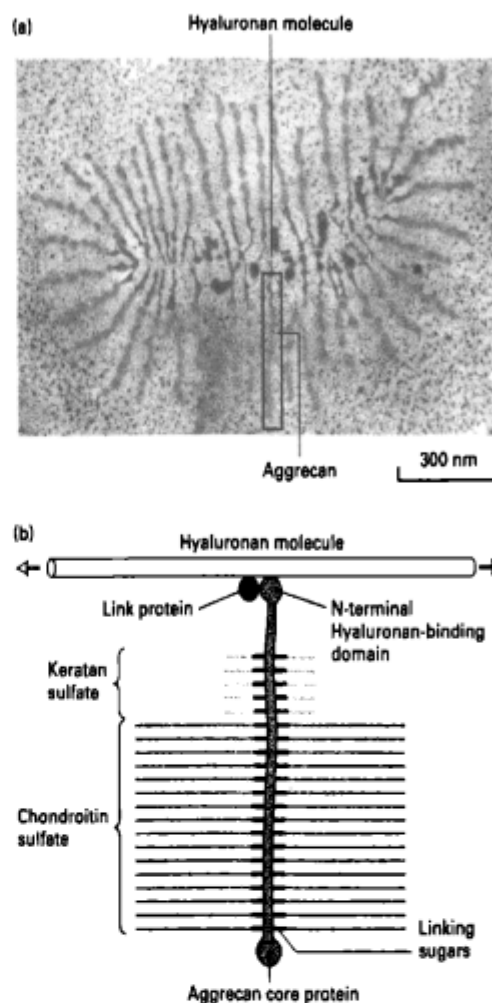 (a)
Hyaluronan molecule
Aggrecan
300 nm
(b)
Hyaluronan molecule
Link protein
N-terminal
Hyaluronan-binding
domain
Keratan
sulfate
Chondroitin
sulfate
Linking
sugars
Aggrecan core protein